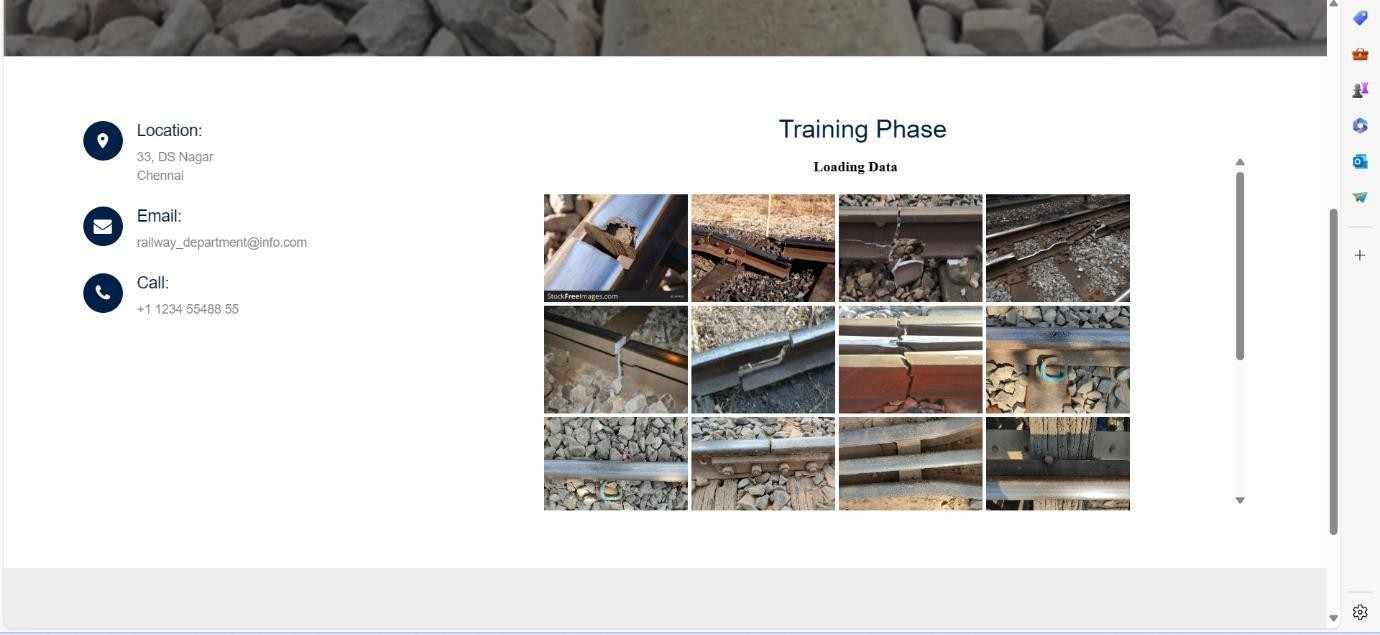 Location:
33, DS Nagar
Chennai
Email:
railway_department@info.com
Call:
+1 1234 55488 55
Training Phase
Loading Data
StockFreeImages.com